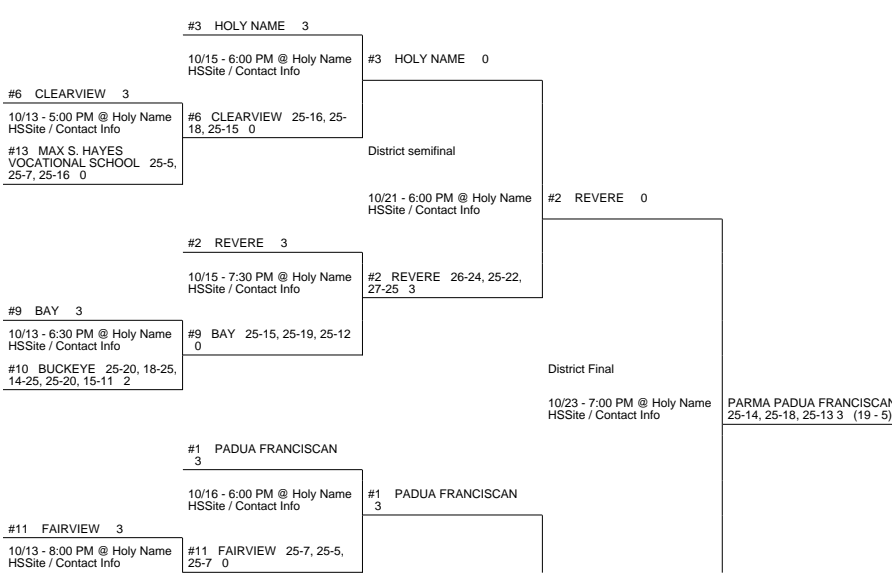 #3 HOLY NAME 3
10/15 - 6:00 PM @ Holy Name
HSSite / Contact Info
#3 HOLY NAME 0
#6 CLEARVIEW 3
10/13 - 5:00 PM @ Holy Name
HSSite / Contact Info
#6 CLEARVIEW 25-16, 25-
18, 25-15 0
#13 MAX S. HAYES
VOCATIONAL SCHOOL 25-5,
25-7, 25-16 0
District semifinal
10/21 - 6:00 PM @ Holy Name
HSSite / Contact Info
#2 REVERE 0
#2 REVERE 3
10/15 - 7:30 PM @ Holy Name
HSSite / Contact Info
#2 REVERE 26-24, 25-22,
27-25 3
#9 BAY 3
10/13 - 6:30 PM @ Holy Name
HSSite / Contact Info
#9 BAY 25-15, 25-19, 25-12
0
#10 BUCKEYE 25-20, 18-25,
14-25, 25-20, 15-11 2
District Final
10/23 - 7:00 PM @ Holy Name
HSSite / Contact Info
PARMA PADUA FRANCISCAN
25-14, 25-18, 25-13 3 (19 - 5)
#1 PADUA FRANCISCAN
3
10/16 - 6:00 PM @ Holy Name
HSSite / Contact Info
#1 PADUA FRANCISCAN
3
#11 FAIRVIEW 3
10/13 - 8:00 PM @ Holy Name
HSSite / Contact Info
#11 FAIRVIEW 25-7, 25-5,
25-7 0